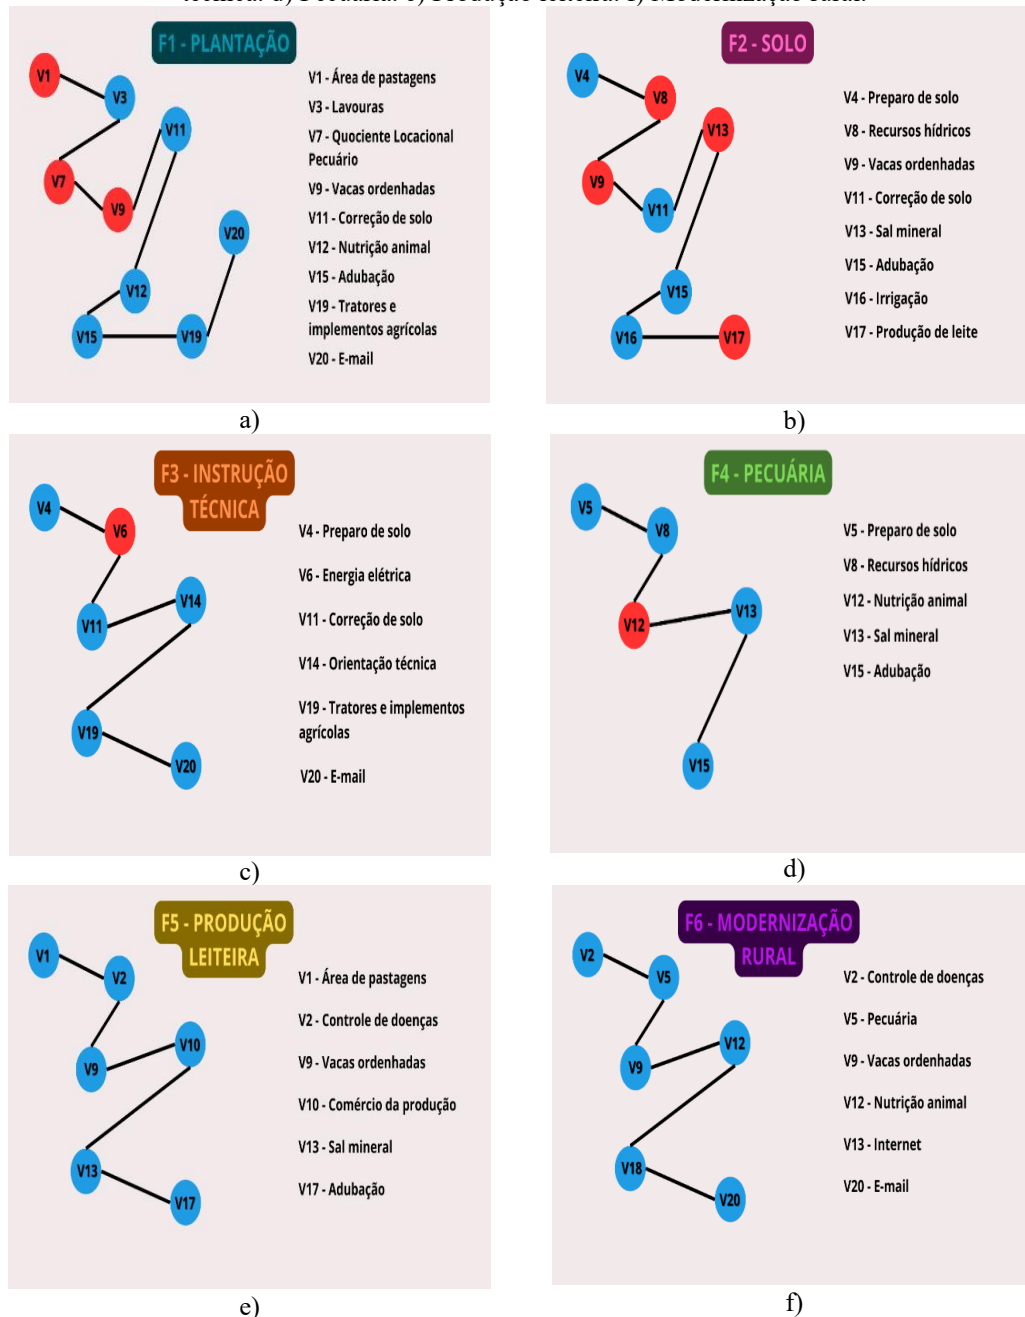 técnica. d) Pecuária. e) Produção leiteira. f) Modernização rural.
F1 - PLANTAÇÃO
V1
V3
V11
V7
V9
V20
V12
V15
V19
V1 - Área de pastagens
V3 - Lavouras
V7 - Quociente Locacional
Pecuário
V9 - Vacas ordenhadas
V11 - Correção de solo
V12 - Nutrição animal
V15 - Adubação
V19 - Tratores e
implementos agrícolas
V20 - E-mail
a)
F2 - SOLO
V4
V8
V13
V9
V11
V15
V16
V17
V4 - Preparo de solo
V8 - Recursos hídricos
V9 - Vacas ordenhadas
V11 - Correção de solo
V13 - Sal mineral
V15 - Adubação
V16 - Irrigação
V17 - Produção de leite
b)
F3 - INSTRUÇÃO
TÉCNICA
V4
V6
V14
V11
V19
V20
V4 - Preparo de solo
V6 - Energia elétrica
V11 - Correção de solo
V14 - Orientação técnica
V19 - Tratores e implementos
agrícolas
V20 - E-mail
c)
F4 - PECUÁRIA
V5
V8
V12
V13
V15
V5 - Preparo de solo
V8 - Recursos hídricos
V12 - Nutrição animal
V13 - Sal mineral
V15 - Adubação
d)
F5 - PRODUÇÃO
LEITEIRA
V1
V2
V10
V9
V13
V17
V1 - Área de pastagens
V2 - Controle de doenças
V9 - Vacas ordenhadas
V10 - Comércio da produção
V13 - Sal mineral
V17 - Adubação
e)
F6 - MODERNIZAÇÃO
RURAL
V2
V5
V12
V9
V18
V20
V2 - Controle de doenças
V5 - Pecuária
V9 - Vacas ordenhadas
V12 - Nutrição animal
V13 - Internet
V20 - E-mail
f)